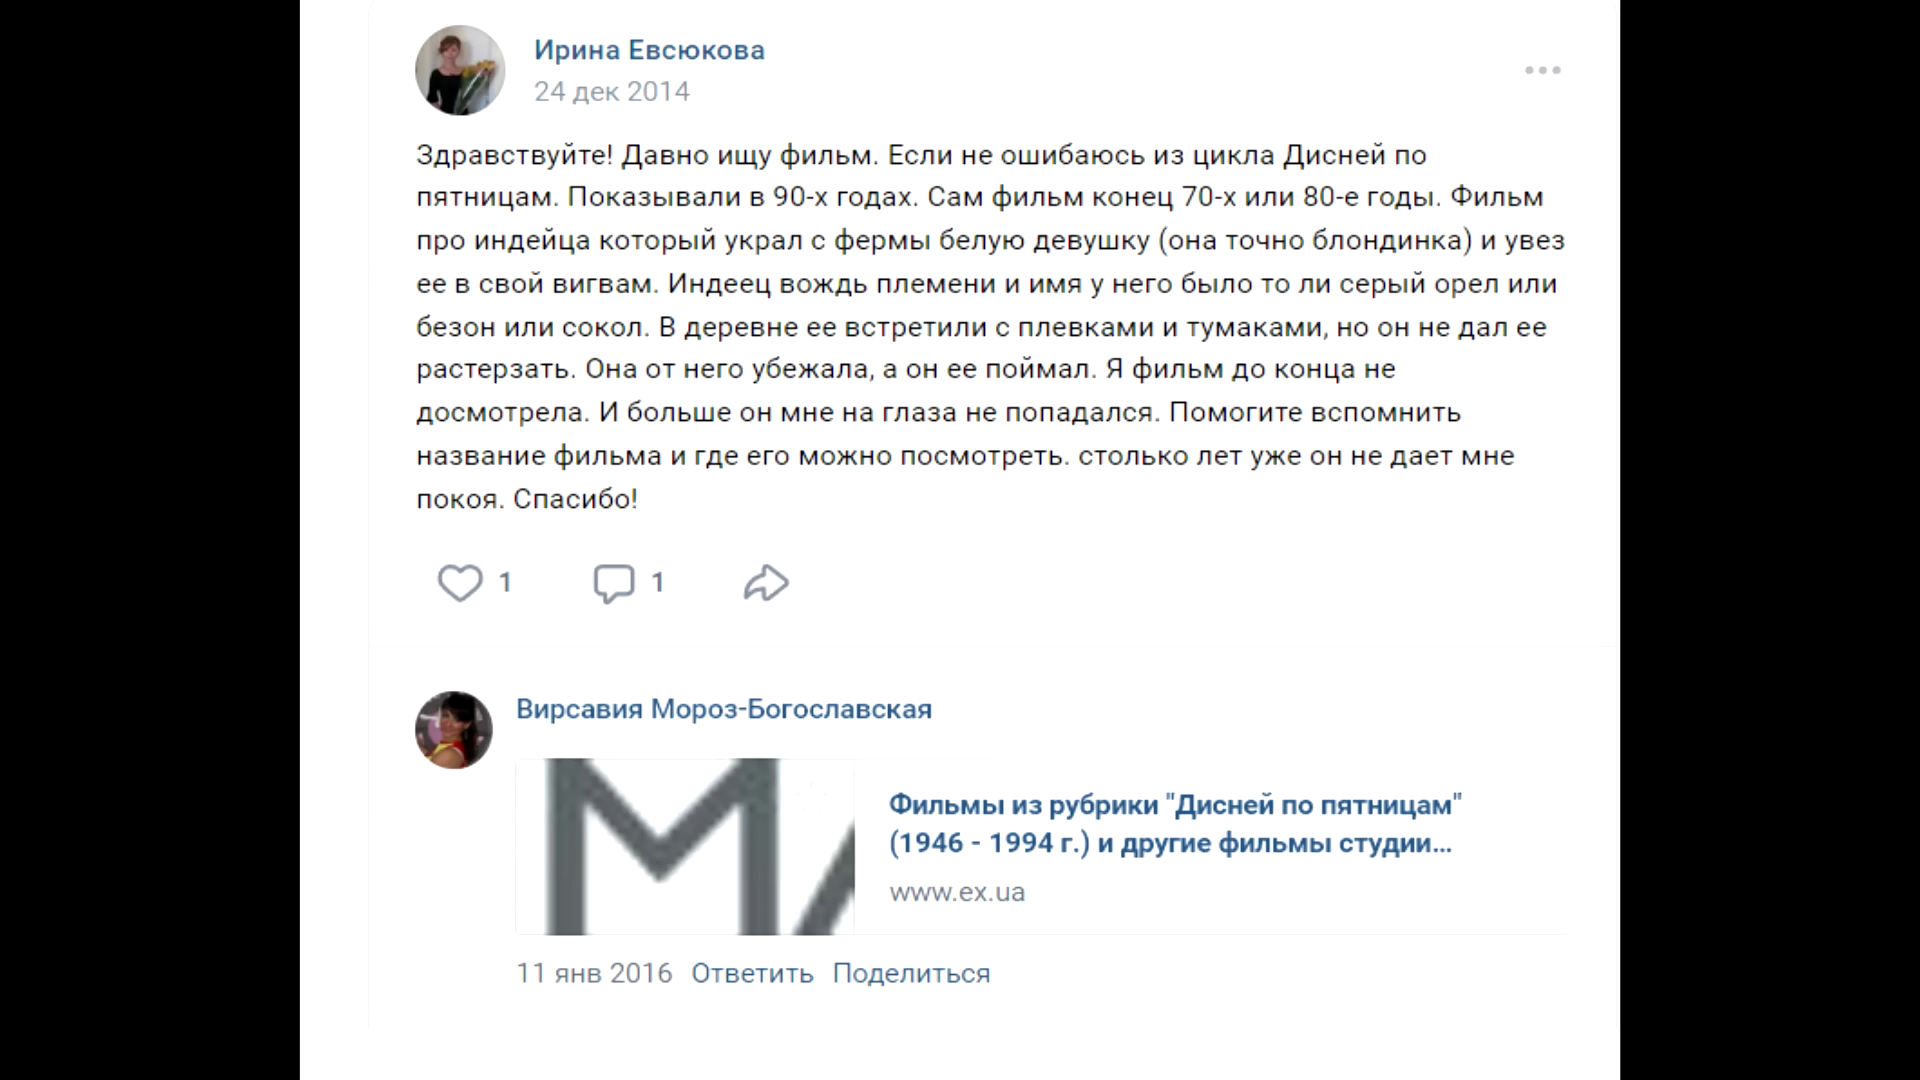 Ирина Евсюкова
24 дек 2014
Здравствуйте! Давно ищу фильм. Если не ошибаюсь из цикла Дисней по
пятницам. Показывали в 90-х годах. Сам фильм конец 70-х или 80-е годы. Фильм
про индейца который украл с фермы белую девушку (она точно блондинка) и увез
ее в свой вигвам. Индеец вождь племени и имя у него было то ли серый орел или
безон или сокол. В деревне ее встретили с плевками и тумаками, но он не дал ее
растерзать. Она от него убежала, а он ее поймал. Я фильм до конца не
досмотрела. И больше он мне на глаза не попадался. Помогите вспомнить
название фильма и где его можно посмотреть. столько лет уже он не дает мне
покоя. Спасибо!
1 1
Вирсавия Мороз-Богославская
Фильмы из рубрики "Дисней по пятницам"
(1946 - 1994 г.) и другие фильмы студии...
www.ex.ua
11 янв 2016 Ответить Поделиться